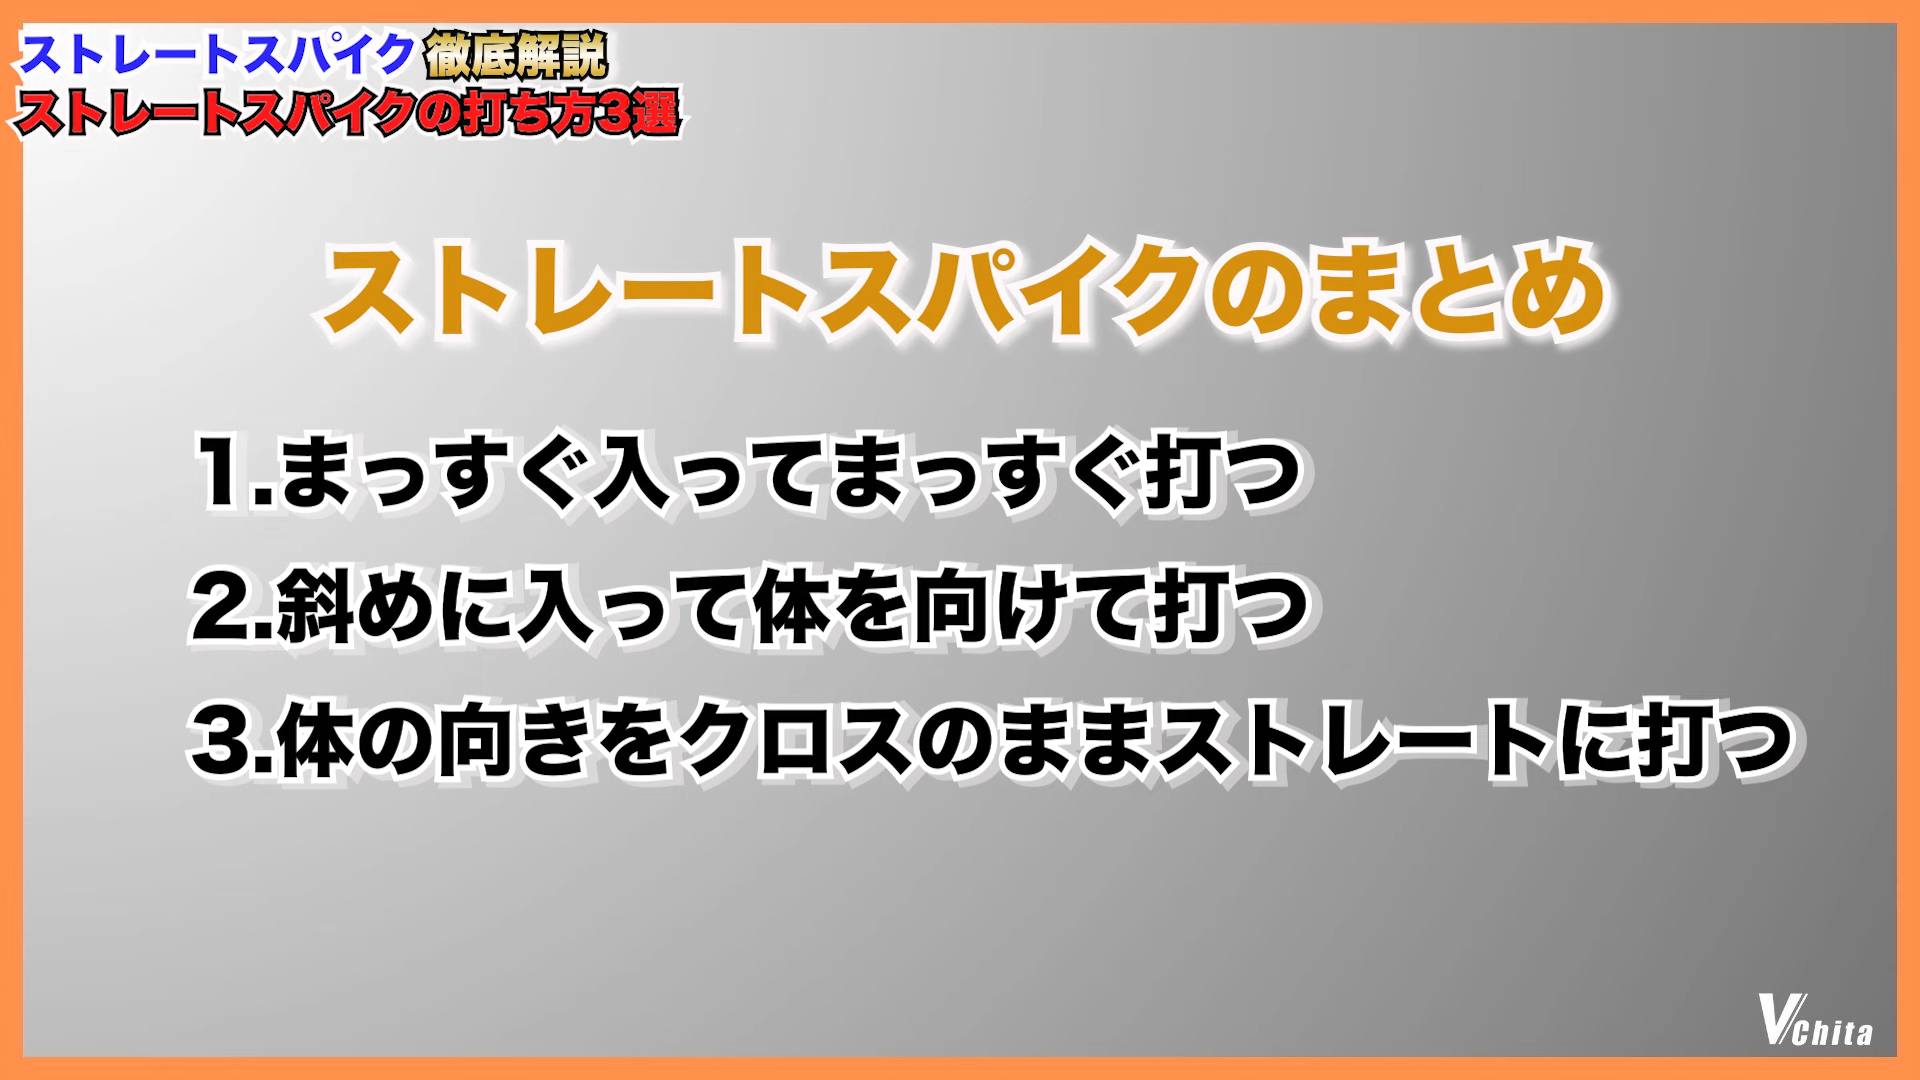 ストレートスパイク 徹底解説
ストレートスパイクの打ち方3選
ストレートスパイクのまとめ
1.まっすぐ入ってまっすぐ打つ
2.斜めに入って体を向けて打つ
3.体の向きをクロスのままストレートに打つ
V Chita